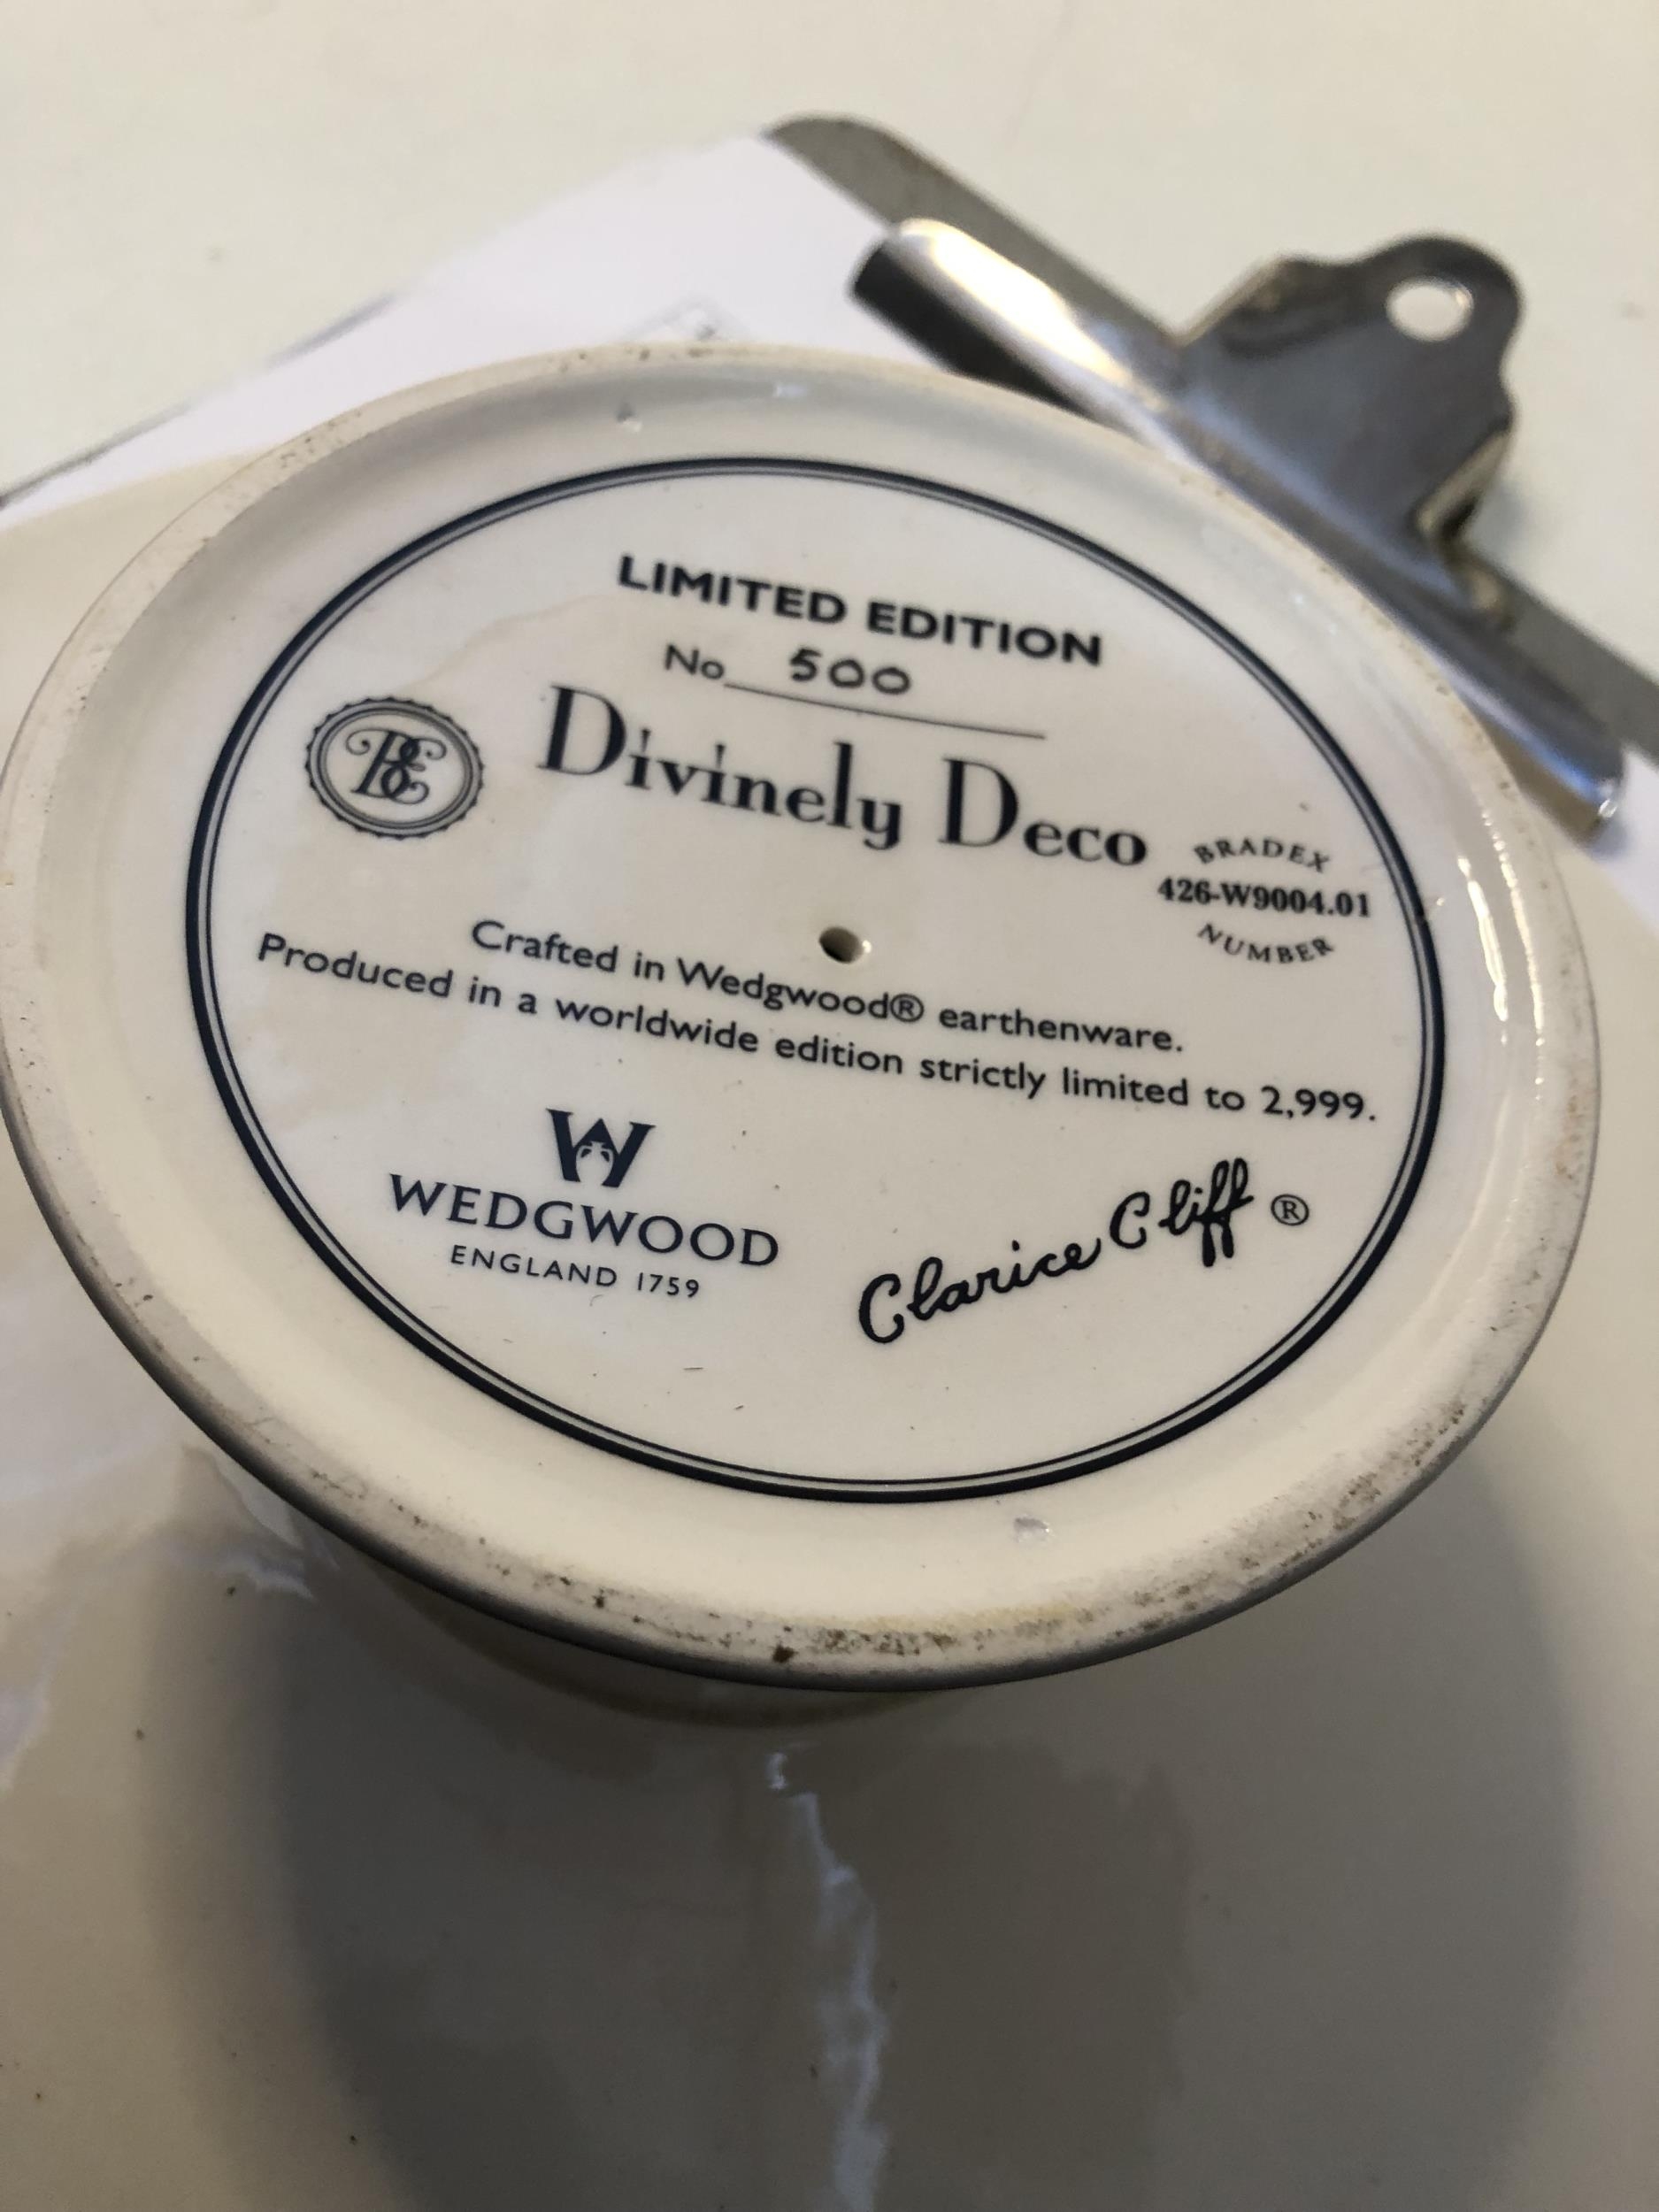 LIMITED EDITION
No 500
BE
Divinely Deco
BRADEX
426-W9004.01
NUMBER
Crafted in Wedgwood® earthenware.
Produced in a worldwide edition strictly limited to 2,999.
W
WEDGWOOD
ENGLAND 1759
Clarice Cliff ®